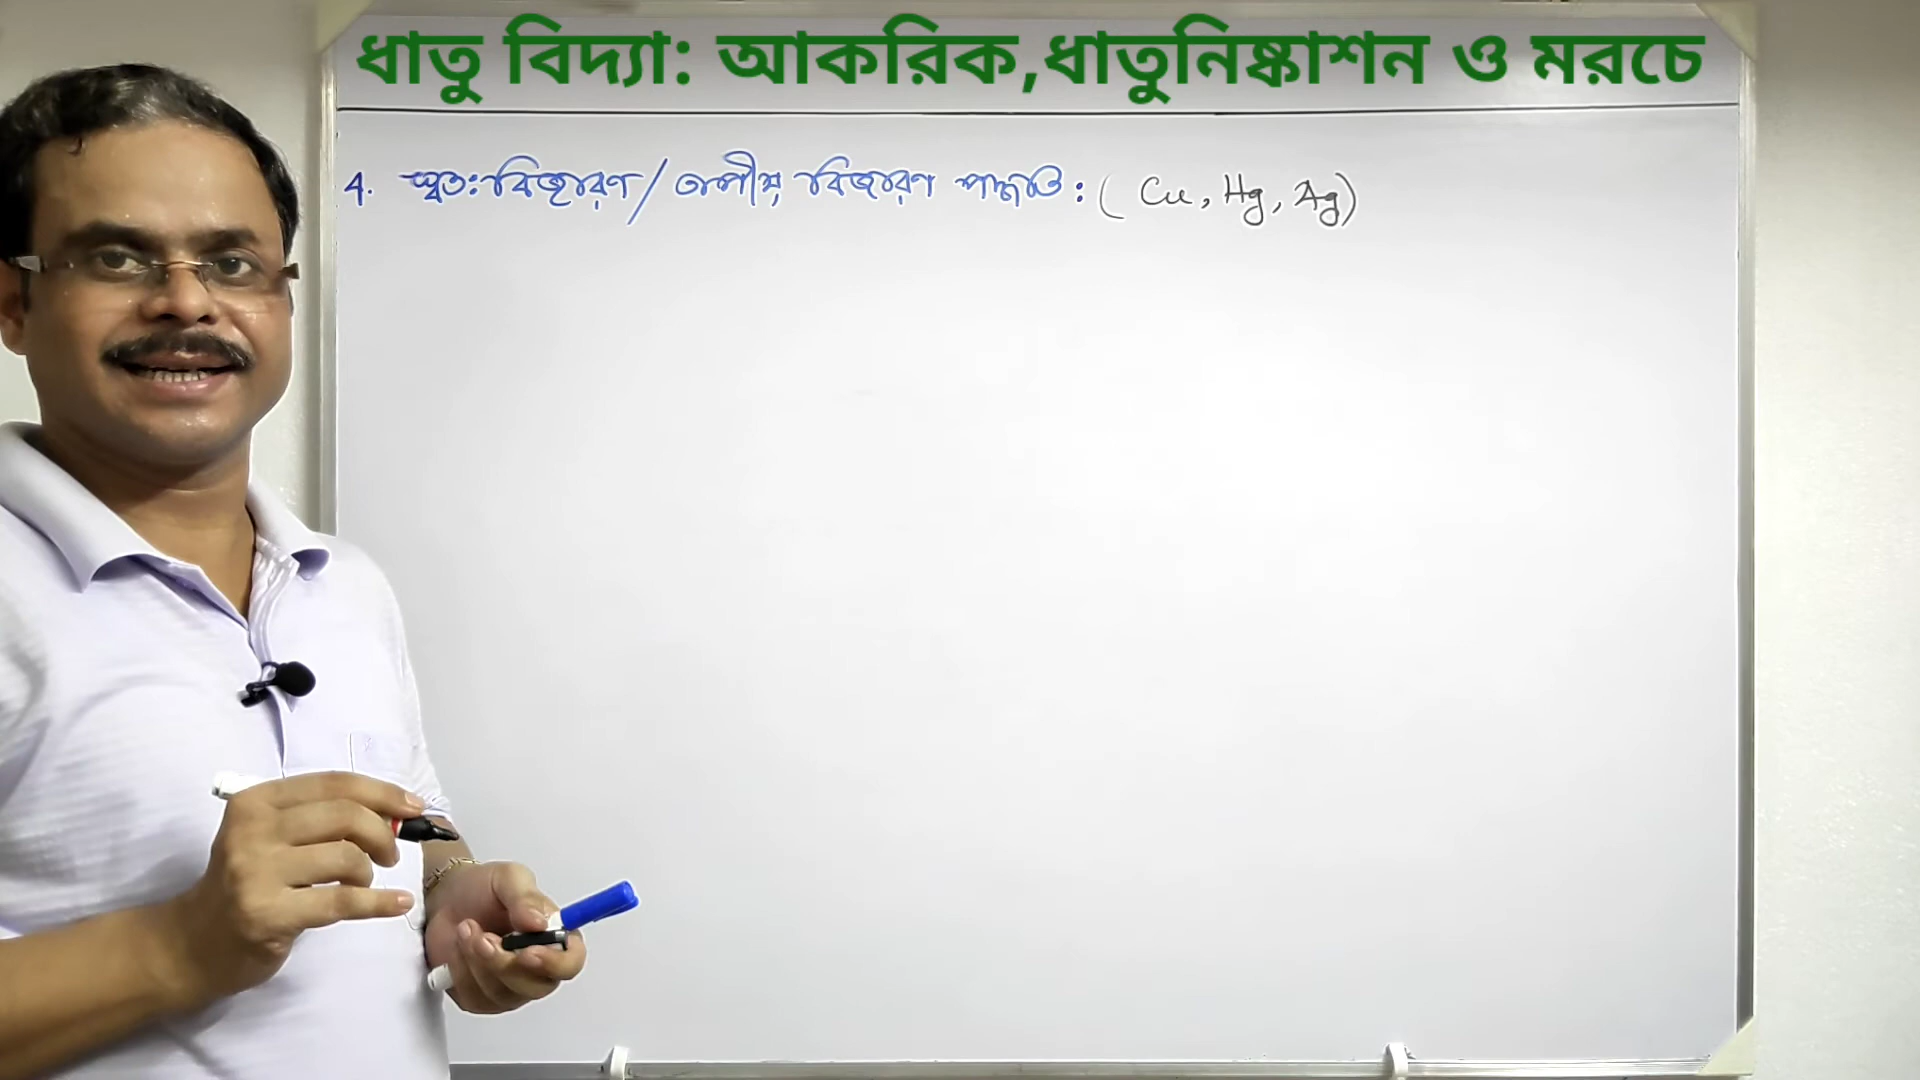 ধাতু বিদ্যা: আকরিক,ধাতুনিষ্কাশন ও মরচে
4. স্বতঃবিজারণ/তাপীয় বিজারণ পদ্ধতি: ( Cu, Hg, Ag)